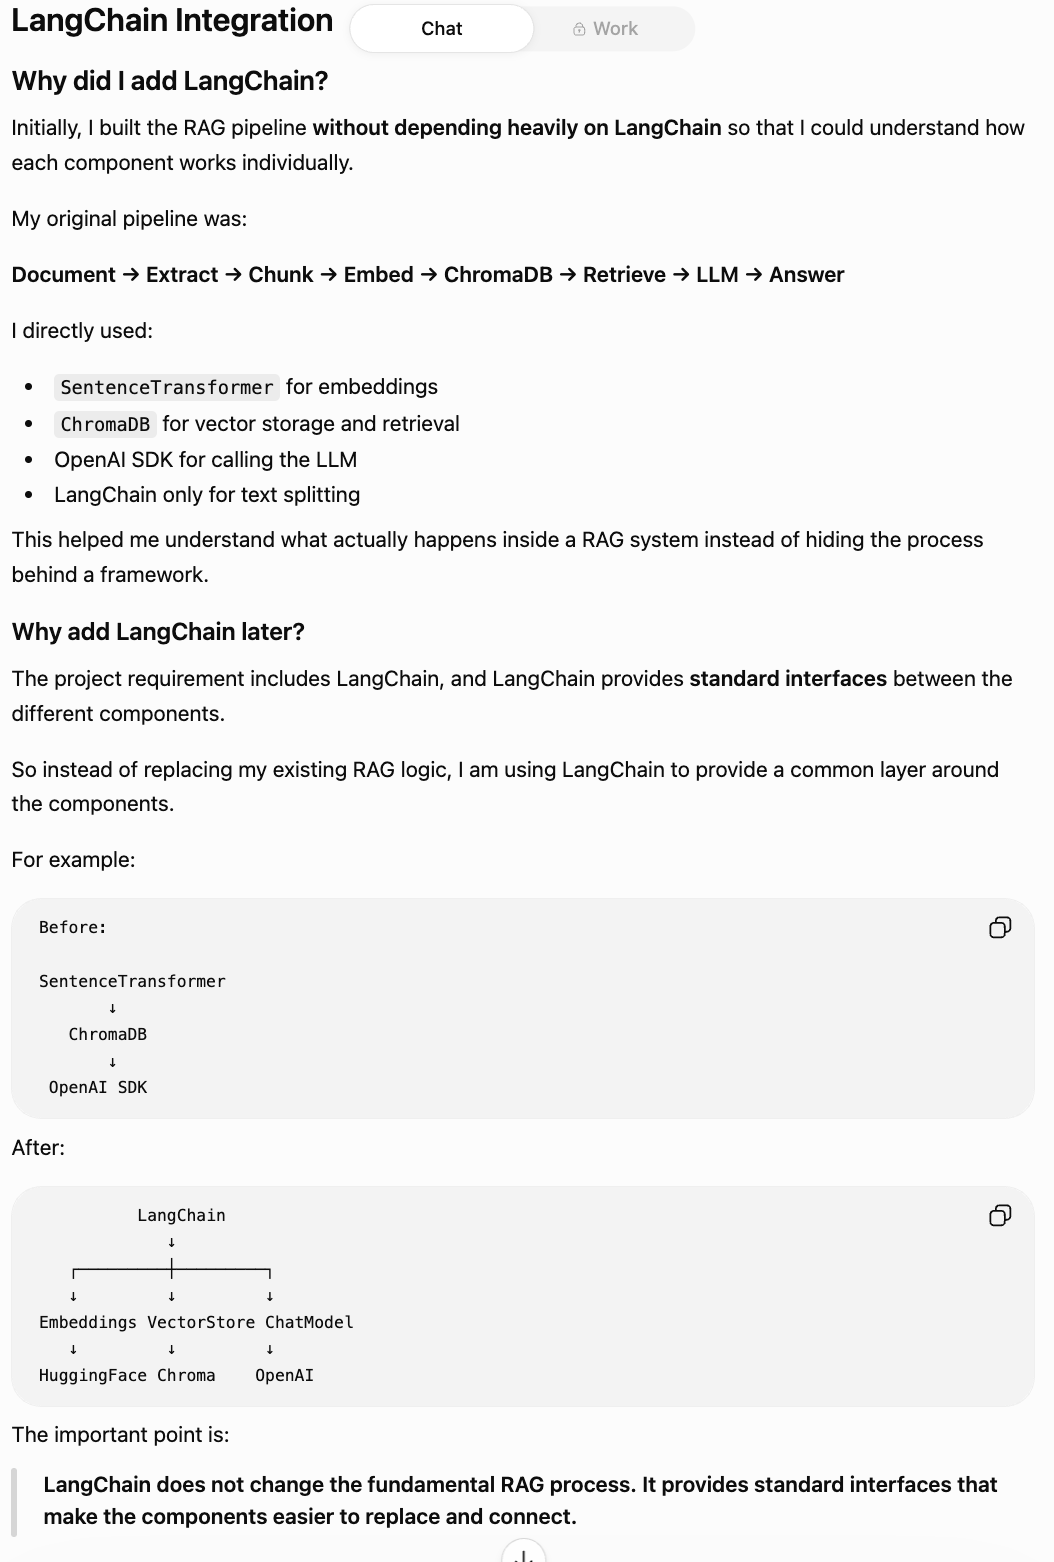 LangChain Integration
Chat
Work
Why did I add LangChain?
Initially, I built the RAG pipeline without depending heavily on LangChain so that I could understand how
each component works individually.
My original pipeline was:
Document → Extract → Chunk → Embed → ChromaDB → Retrieve → LLM → Answer
I directly used:
• SentenceTransformer for embeddings
• ChromaDB for vector storage and retrieval
• OpenAI SDK for calling the LLM
• LangChain only for text splitting
This helped me understand what actually happens inside a RAG system instead of hiding the process
behind a framework.
Why add LangChain later?
The project requirement includes LangChain, and LangChain provides standard interfaces between the
different components.
So instead of replacing my existing RAG logic, I am using LangChain to provide a common layer around
the components.
For example:
Before:
SentenceTransformer
↓
ChromaDB
↓
OpenAI SDK
After:
LangChain
↓
┌─────────┼─────────┐
↓ ↓ ↓
Embeddings VectorStore ChatModel
↓ ↓ ↓
HuggingFace Chroma OpenAI
The important point is:
LangChain does not change the fundamental RAG process. It provides standard interfaces that
make the components easier to replace and connect.